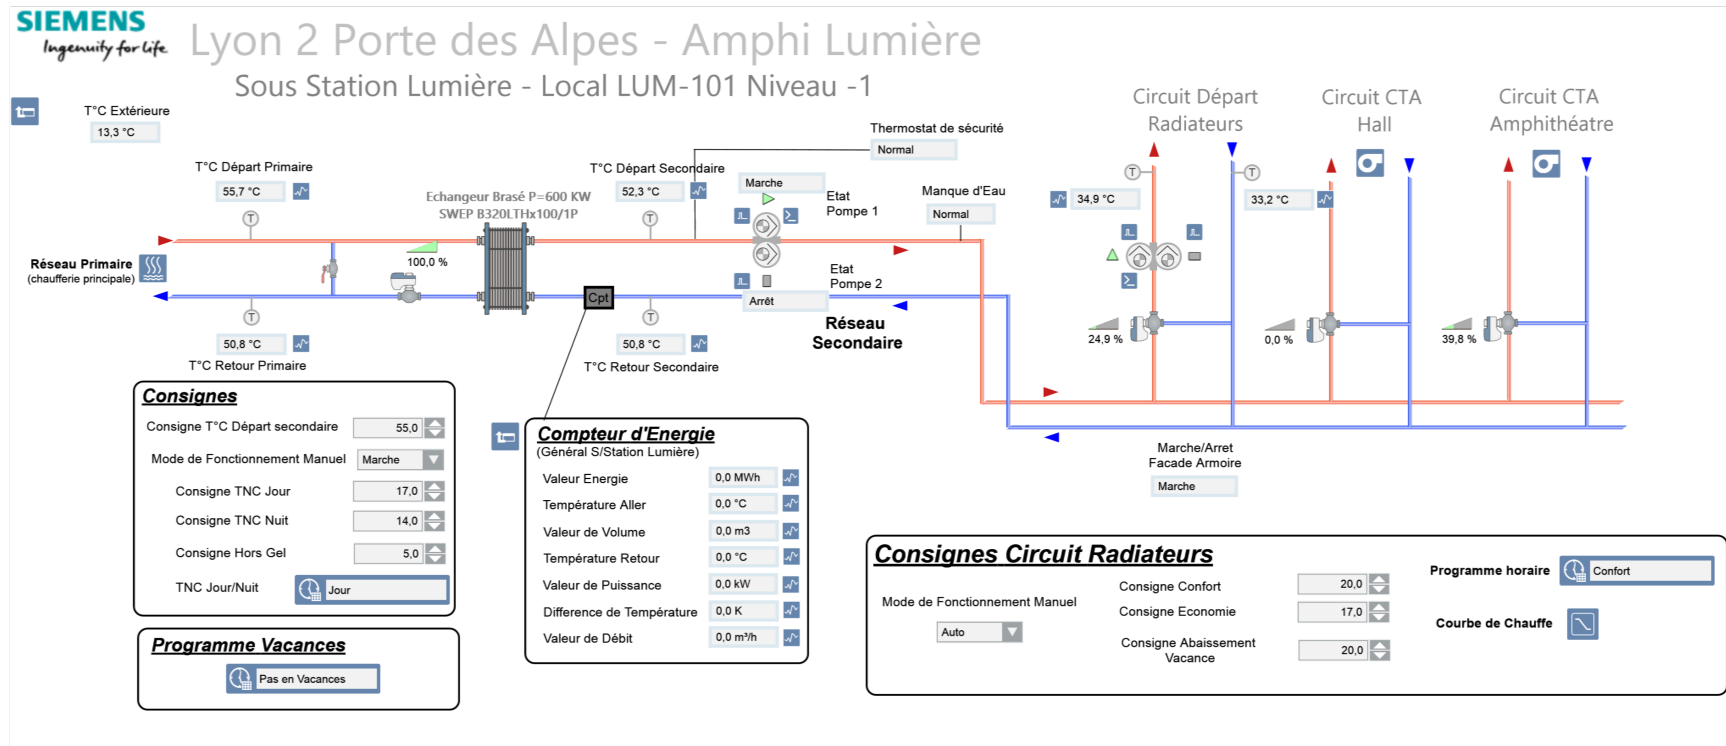 SIEMENS
Ingenuity for life
Lyon 2 Porte des Alpes - Amphi Lumière
Sous Station Lumière - Local LUM-101 Niveau -1
T°C Extérieure
13,3 °C
T°C Départ Primaire
55,7 °C
Echangeur Brasé P=600 KW
SWEP B320LTHx100/1P
T°C Départ Secondaire
52,3 °C
Thermostat de sécurité
Normal
Marche
Etat
Pompe 1
Manque d'Eau
Normal
Circuit Départ
Radiateurs
Circuit CTA
Hall
Circuit CTA
Amphithéatre
T
T
T
T
34,9 °C
33,2 °C
100,0 %
Réseau Primaire
(chaufferie principale)
Etat
Pompe 2
Arrêt
Cpt
T
T
Réseau
Secondaire
24,9 %
0,0 %
39,8 %
50,8 °C
T°C Retour Primaire
50,8 °C
T°C Retour Secondaire
Consignes
Consigne T°C Départ secondaire
55,0
Mode de Fonctionnement Manuel
Marche
Consigne TNC Jour
17,0
Consigne TNC Nuit
14,0
Consigne Hors Gel
5,0
TNC Jour/Nuit
Jour
Programme Vacances
Pas en Vacances
Compteur d'Energie
(Général S/Station Lumière)
Valeur Energie
0,0 MWh
Température Aller
0,0 °C
Valeur de Volume
0,0 m3
Température Retour
0,0 °C
Valeur de Puissance
0,0 kW
Difference de Température
0,0 K
Valeur de Débit
0,0 m³/h
Marche/Arret
Facade Armoire
Marche
Consignes Circuit Radiateurs
Mode de Fonctionnement Manuel
Auto
Consigne Confort
20,0
Consigne Economie
17,0
Consigne Abaissement
Vacance
20,0
Programme horaire
Confort
Courbe de Chauffe